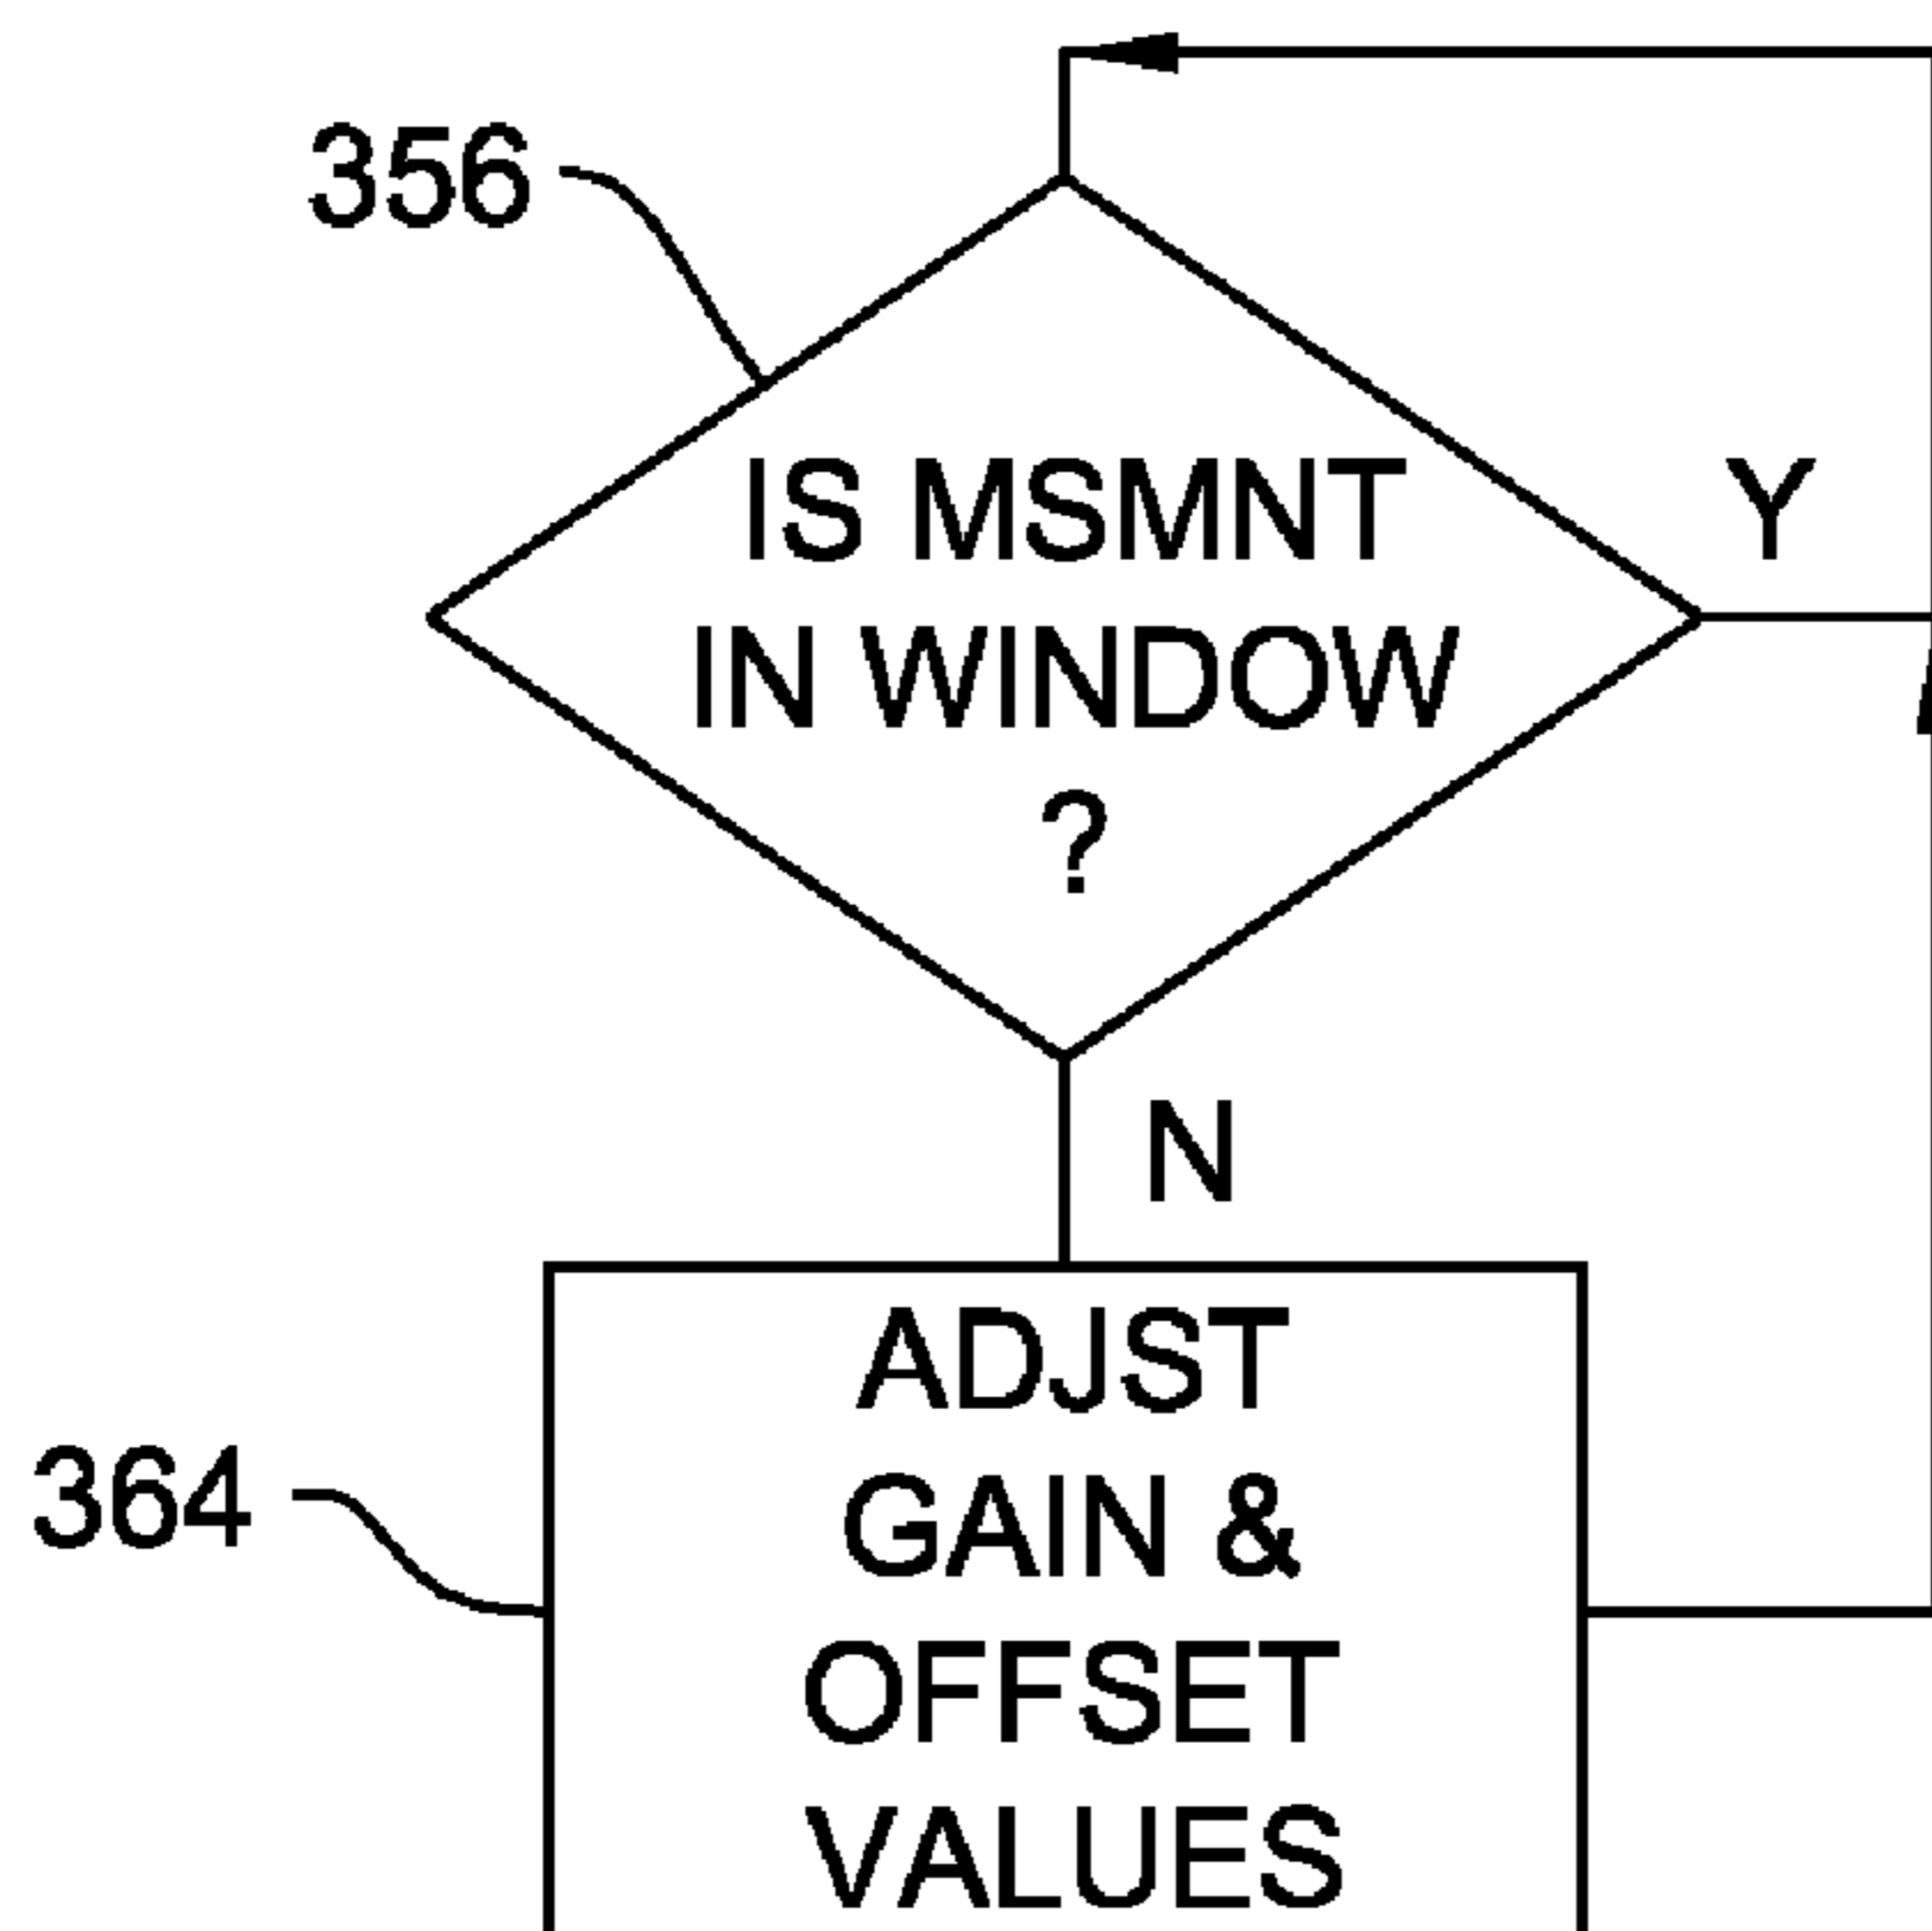 356
IS MSMNT
IN WINDOW
?
Y
N
ADJST
GAIN &
OFFSET
VALUES
364